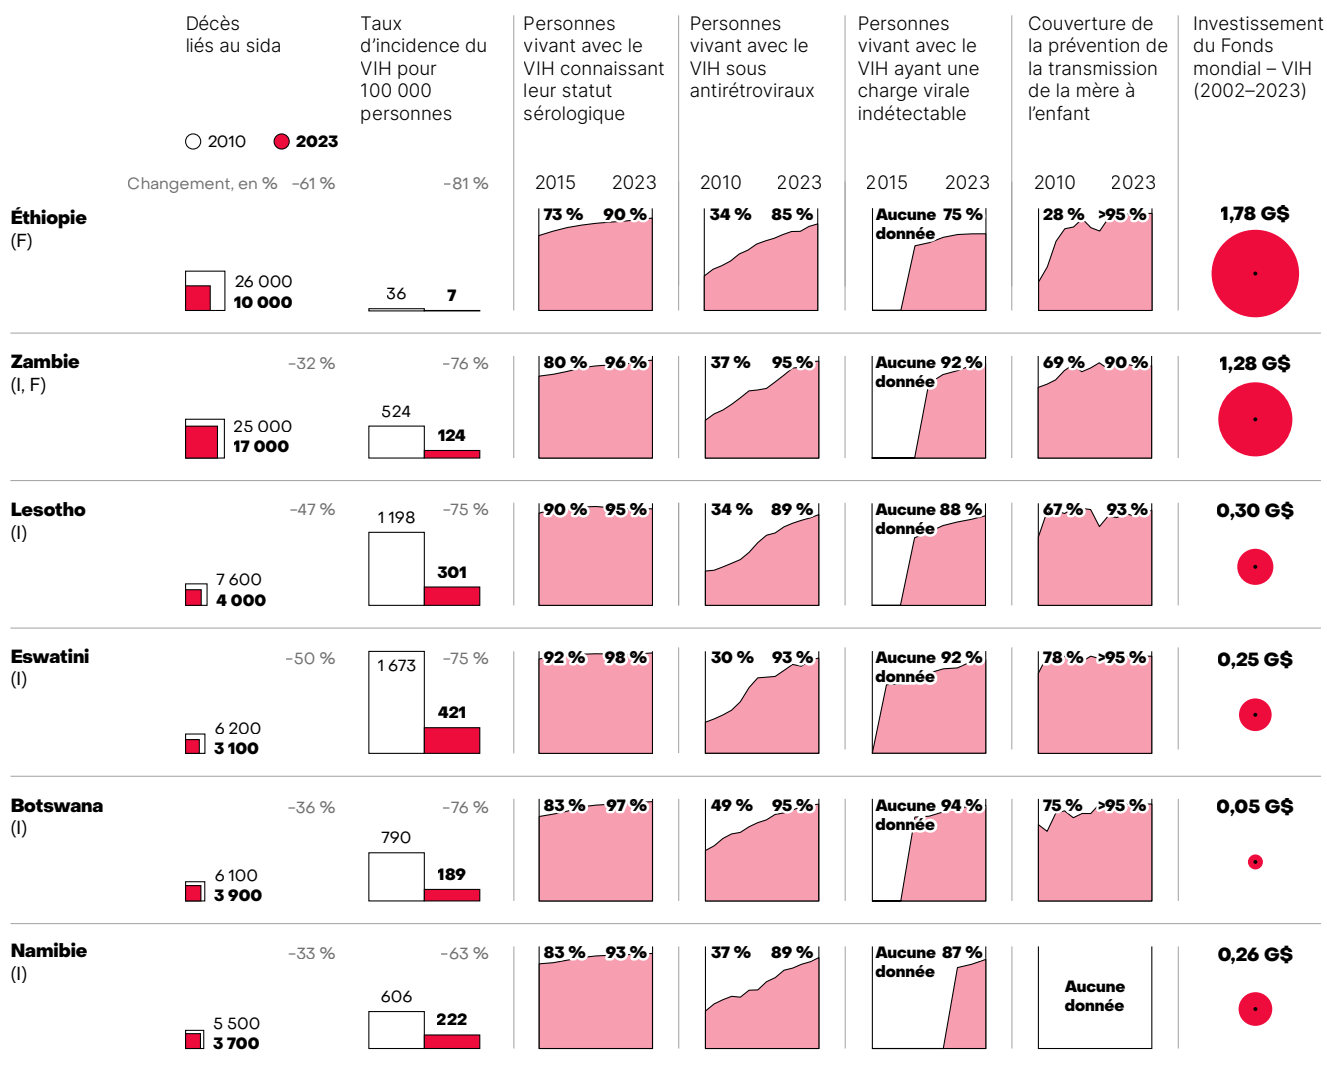 Décès
liés au sida
Taux
d’incidence du
VIH pour
100 000
personnes
Personnes
vivant avec le
VIH connaissant
leur statut
sérologique
Personnes
vivant avec le
VIH sous
antirétroviraux
Personnes
vivant avec le
VIH ayant une
charge virale
indétectable
Couverture de
la prévention de
la transmission
de la mère à
l’enfant
Investissement
du Fonds
mondial – VIH
(2002–2023)
2010 2023
Changement, en % -61 % -81 % 2015 2023 2010 2023 2015 2023 2010 2023
Éthiopie
(F)
26 000
10 000
36 7
73 % 90 %
34 % 85 %
Aucune 75 %
donnée
28 % >95 %
1,78 G$
Zambie
(I, F)
-32 %
25 000
17 000
-76 %
524
124
80 % 96 %
37 % 95 %
Aucune 92 %
donnée
69 % 90 %
1,28 G$
Lesotho
(I)
-47 %
7 600
4 000
-75 %
1 198
301
90 % 95 %
34 % 89 %
Aucune 88 %
donnée
67 % 93 %
0,30 G$
Eswatini
(I)
-50 %
6 200
3 100
-75 %
1 673
421
92 % 98 %
30 % 93 %
Aucune 92 %
donnée
78 % >95 %
0,25 G$
Botswana
(I)
-36 %
6 100
3 900
-76 %
790
189
83 % 97 %
49 % 95 %
Aucune 94 %
donnée
75 % >95 %
0,05 G$
Namibie
(I)
-33 %
5 500
3 700
-63 %
606
222
83 % 93 %
37 % 89 %
Aucune 87 %
donnée
Aucune
donnée
0,26 G$